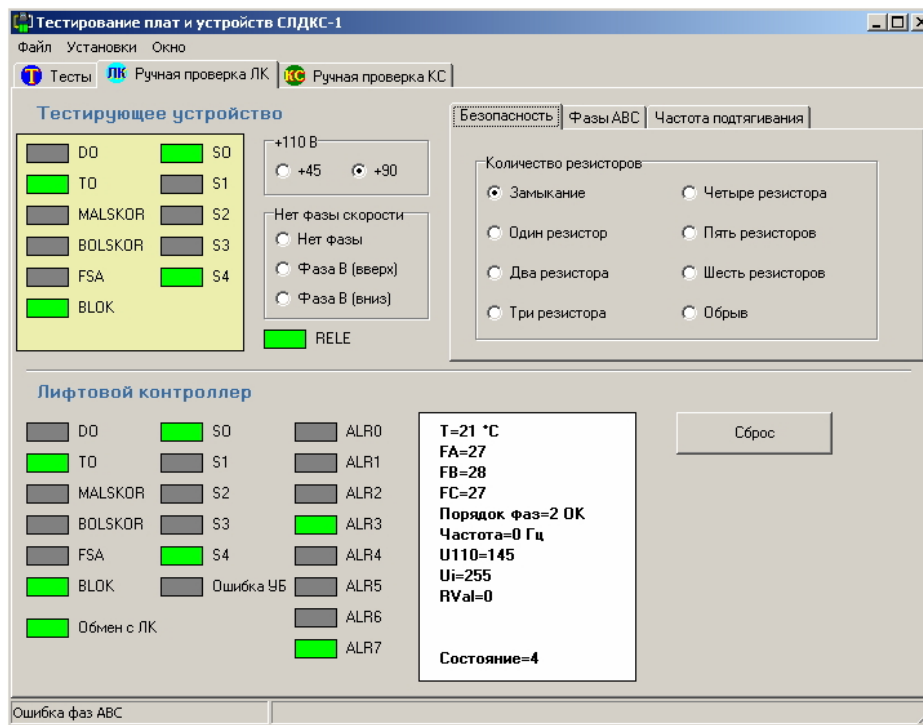 Тестирование плат и устройств СЛДКС-1
Файл Установки Окно
Т Тесты ЛК Ручная проверка ЛК КС Ручная проверка КС
Тестирующее устройство
DO S0
TO S1
MALSKOR S2
BOLSKOR S3
FSA S4
BLOK
+110 В
+45 +90
Нет фазы скорости
Нет фазы
Фаза В (вверх)
Фаза В (вниз)
RELE
Безопасность Фазы АВС Частота подтягивания
Количество резисторов
Замыкание Четыре резистора
Один резистор Пять резисторов
Два резистора Шесть резисторов
Три резистора Обрыв
Лифтовой контроллер
DO S0 ALR0
TO S1 ALR1
MALSKOR S2 ALR2
BOLSKOR S3 ALR3
FSA S4 ALR4
BLOK Ошибка УБ ALR5
Обмен с ЛК ALR6
ALR7
T=21 °C
FA=27
FB=28
FC=27
Порядок фаз=2 OK
Частота=0 Гц
U110=145
Ui=255
RVal=0
Состояние=4
Сброс
Ошибка фаз АВС